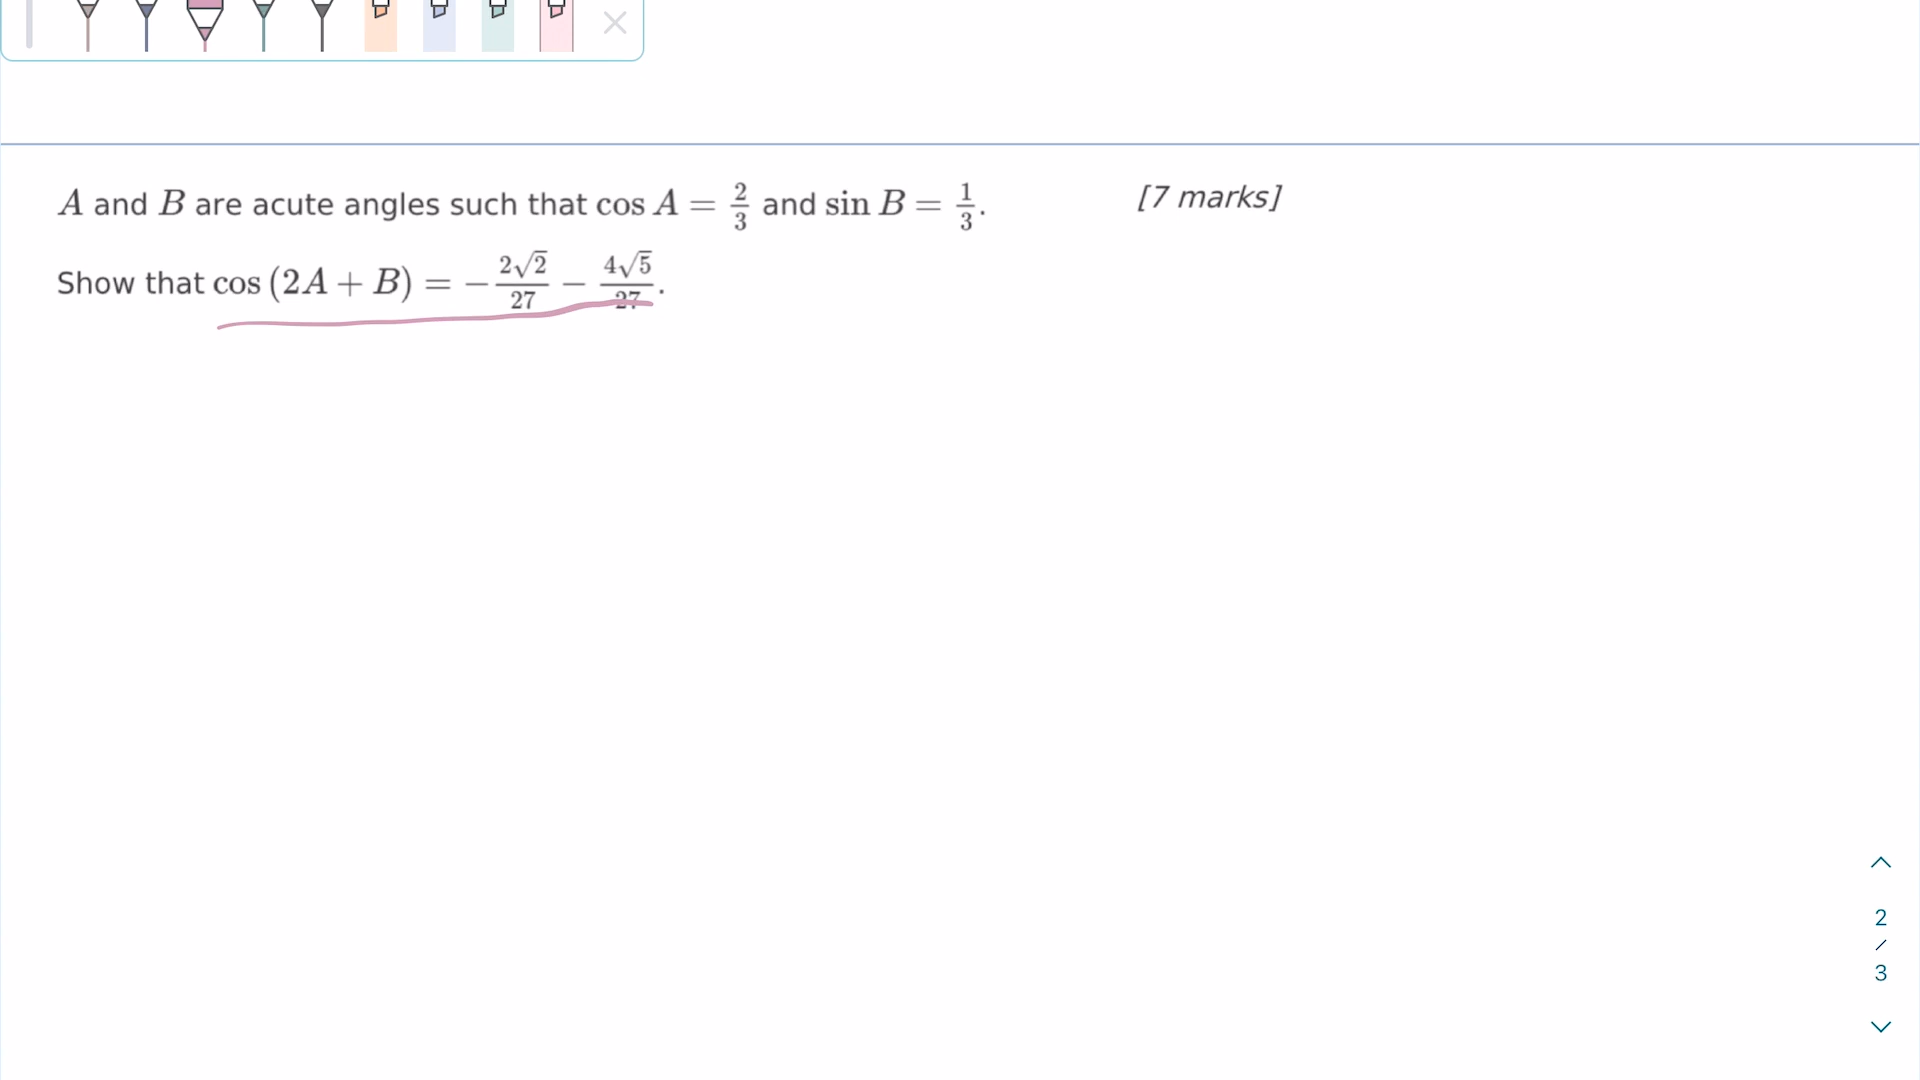 A and B are acute angles such that cos A = 2/3 and sin B = 1/3. [7 marks]
Show that cos (2A + B) = −2√2/27 − 4√5/27.
2
/
3